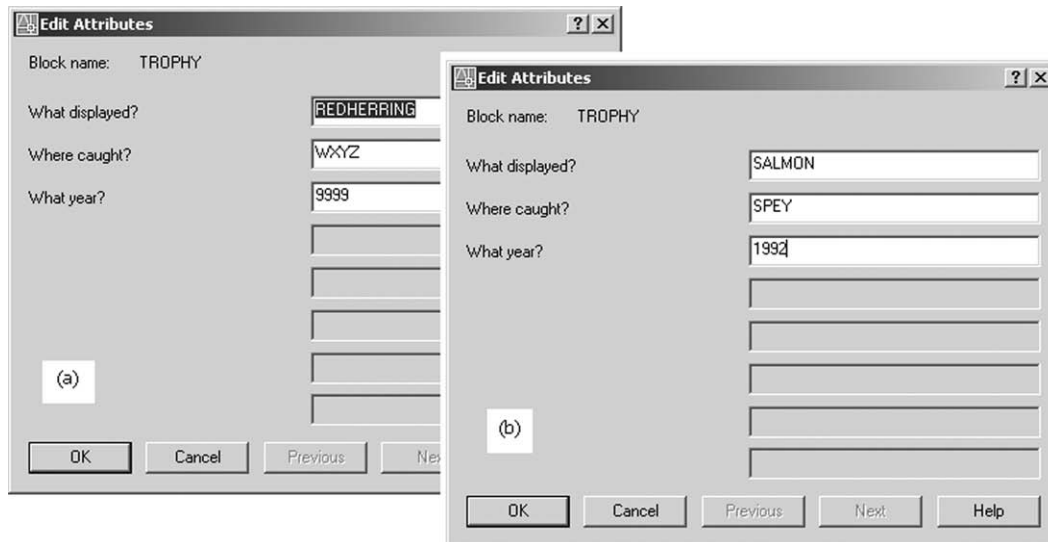 Edit Attributes
Block name: TROPHY
What displayed? REDHERRING
Where caught? WXYZ
What year? 9999
(a)
OK Cancel Previous
Edit Attributes
Block name: TROPHY
What displayed? SALMON
Where caught? SPEY
What year? 1992
(b)
OK Cancel Previous Next Help